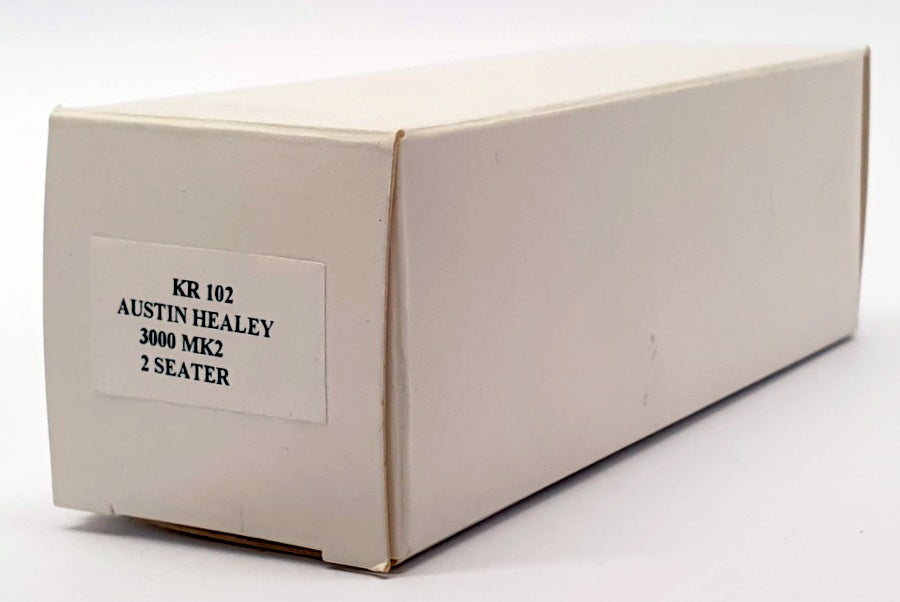 KR 102
AUSTIN HEALEY
3000 MK2
2 SEATER